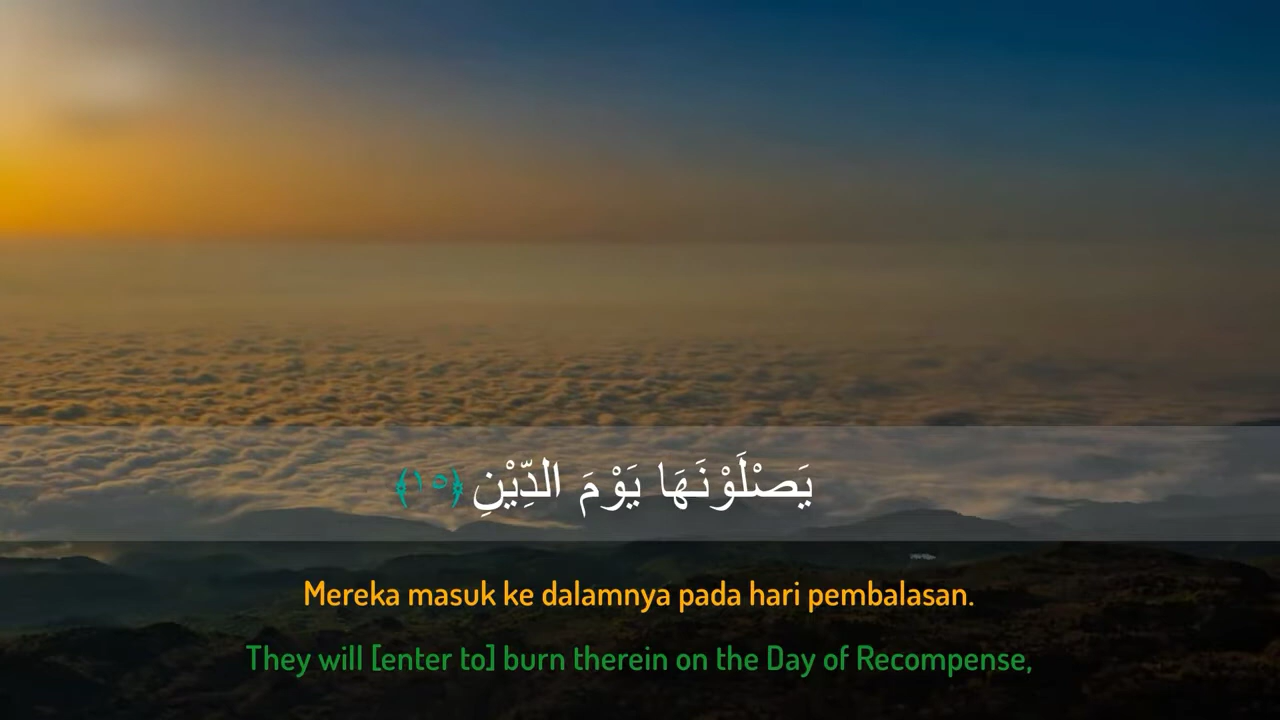 يَصْلَوْنَهَا يَوْمَ الدِّيْنِ ﴿١٥﴾
Mereka masuk ke dalamnya pada hari pembalasan.
They will [enter to] burn therein on the Day of Recompense,